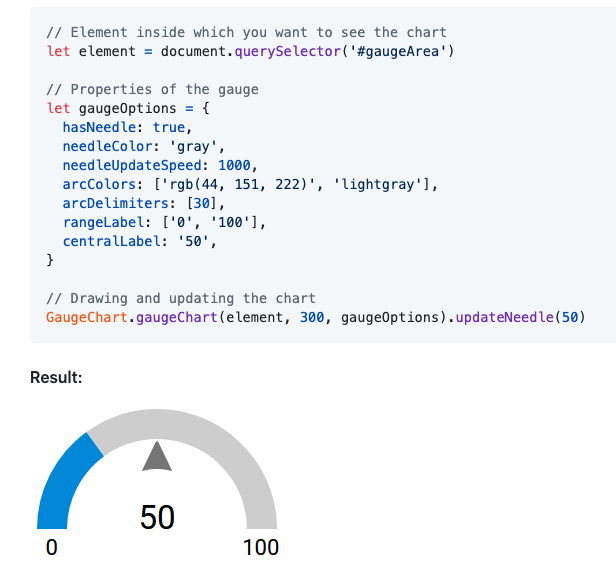 // Element inside which you want to see the chart
let element = document.querySelector('#gaugeArea')
// Properties of the gauge
let gaugeOptions = {
hasNeedle: true,
needleColor: 'gray',
needleUpdateSpeed: 1000,
arcColors: ['rgb(44, 151, 222)', 'lightgray'],
arcDelimiters: [30],
rangeLabel: ['0', '100'],
centralLabel: '50',
}
// Drawing and updating the chart
GaugeChart.gaugeChart(element, 300, gaugeOptions).updateNeedle(50)
Result:
50
0 100